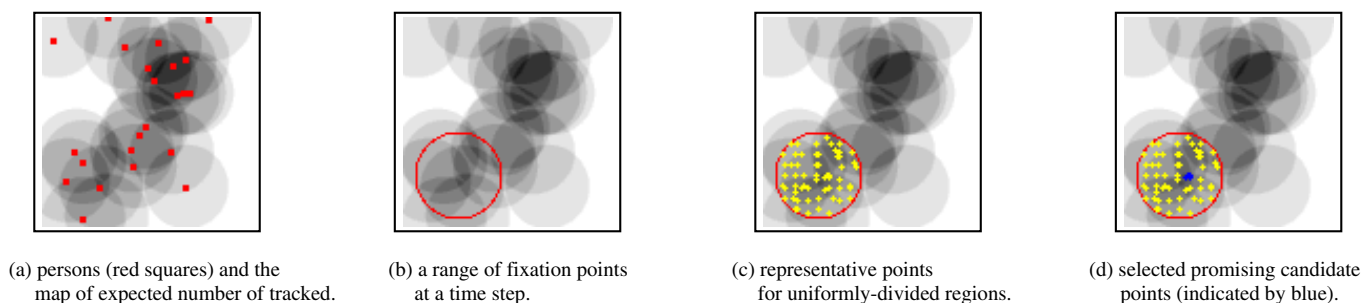 (a) persons (red squares) and the
map of expected number of tracked.
(b) a range of fixation points
at a time step.
(c) representative points
for uniformly-divided regions.
(d) selected promising candidate
points (indicated by blue).